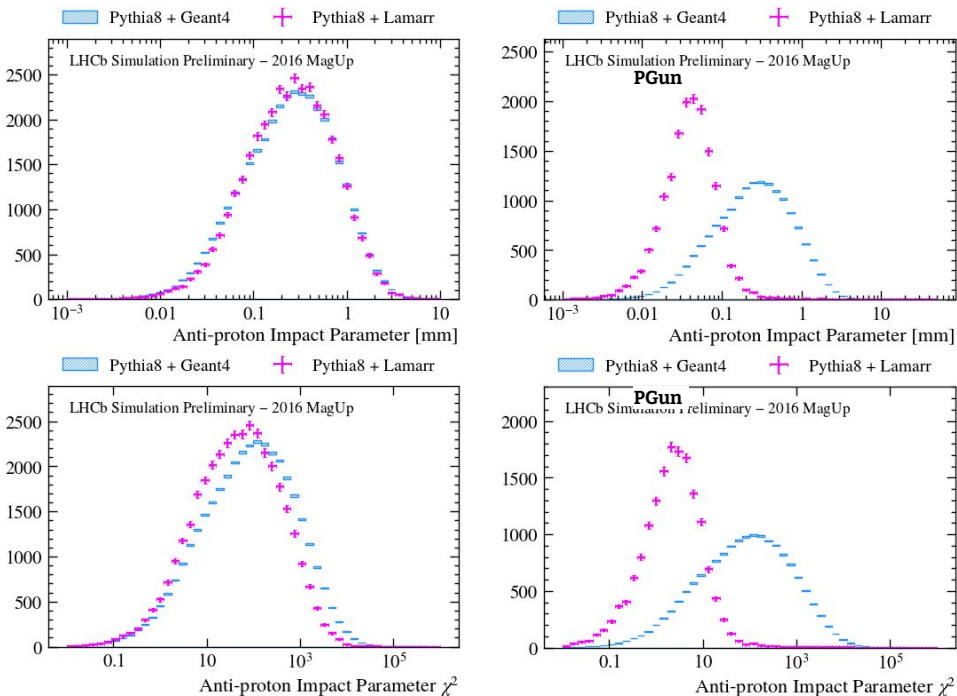 Pythia8 + Geant4 Pythia8 + Lamarr
LHCb Simulation Preliminary – 2016 MagUp
2500
2000
1500
1000
500
0
10⁻³ 0.01 0.1 1 10
Anti-proton Impact Parameter [mm]
Pythia8 + Geant4 Pythia8 + Lamarr
LHCb Simulation Preliminary – 2016 MagUp
PGun
2500
2000
1500
1000
500
0
10⁻³ 0.01 0.1 1 10
Anti-proton Impact Parameter [mm]
Pythia8 + Geant4 Pythia8 + Lamarr
LHCb Simulation Preliminary – 2016 MagUp
2500
2000
1500
1000
500
0
0.1 10 10³ 10⁵
Anti-proton Impact Parameter χ²
Pythia8 + Geant4 Pythia8 + Lamarr
PGun
LHCb Simulation Preliminary – 2016 MagUp
2000
1500
1000
500
0
0.1 10 10³ 10⁵
Anti-proton Impact Parameter χ²